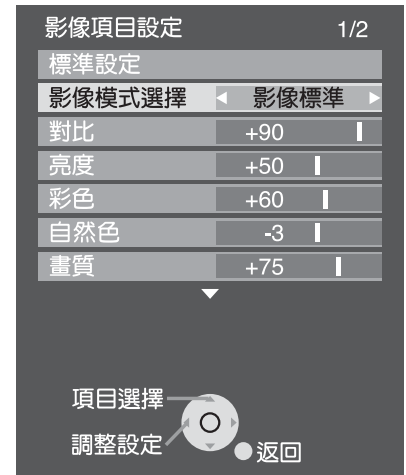 影像項目設定 1/2
標準設定
影像模式選擇 影像標準
對比 +90
亮度 +50
彩色 +60
自然色 -3
畫質 +75
項目選擇
調整設定
返回